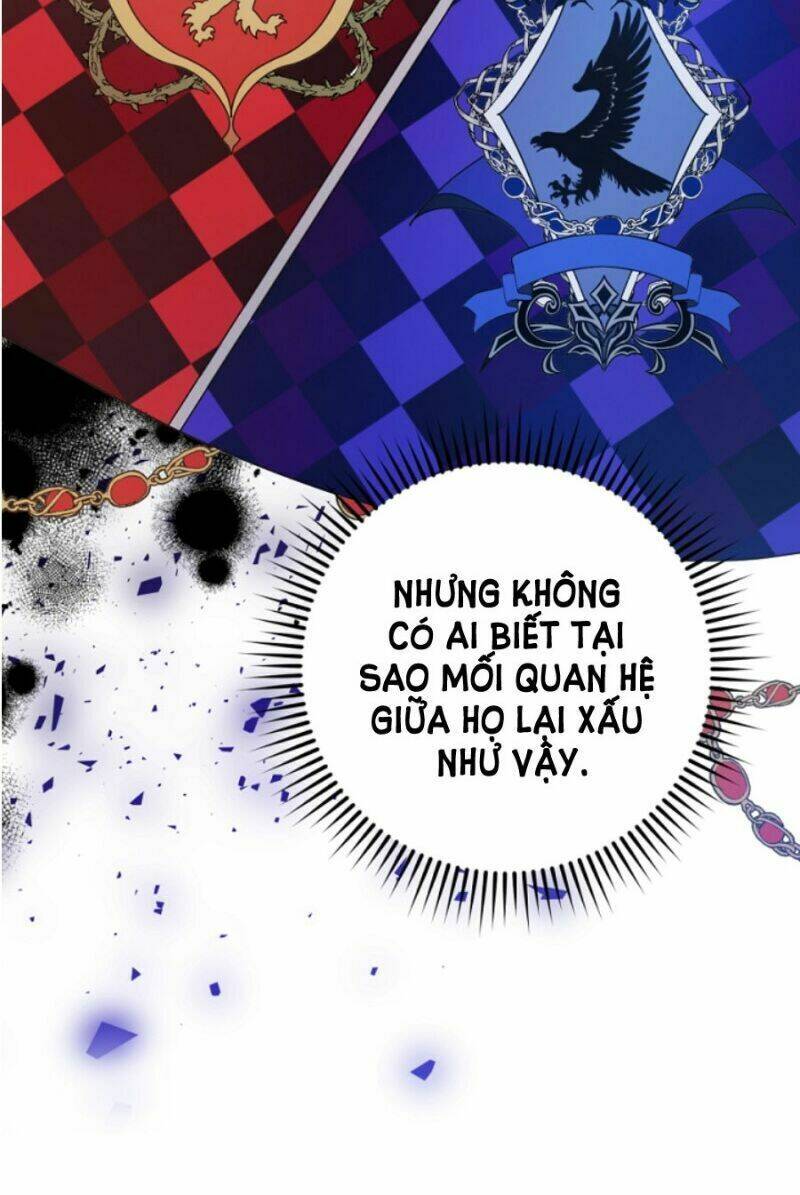 NHƯNG KHÔNG
CÓ AI BIẾT TẠI
SAO MỐI QUAN HỆ
GIỮA HỌ LẠI XẤU
NHƯ VẬY.